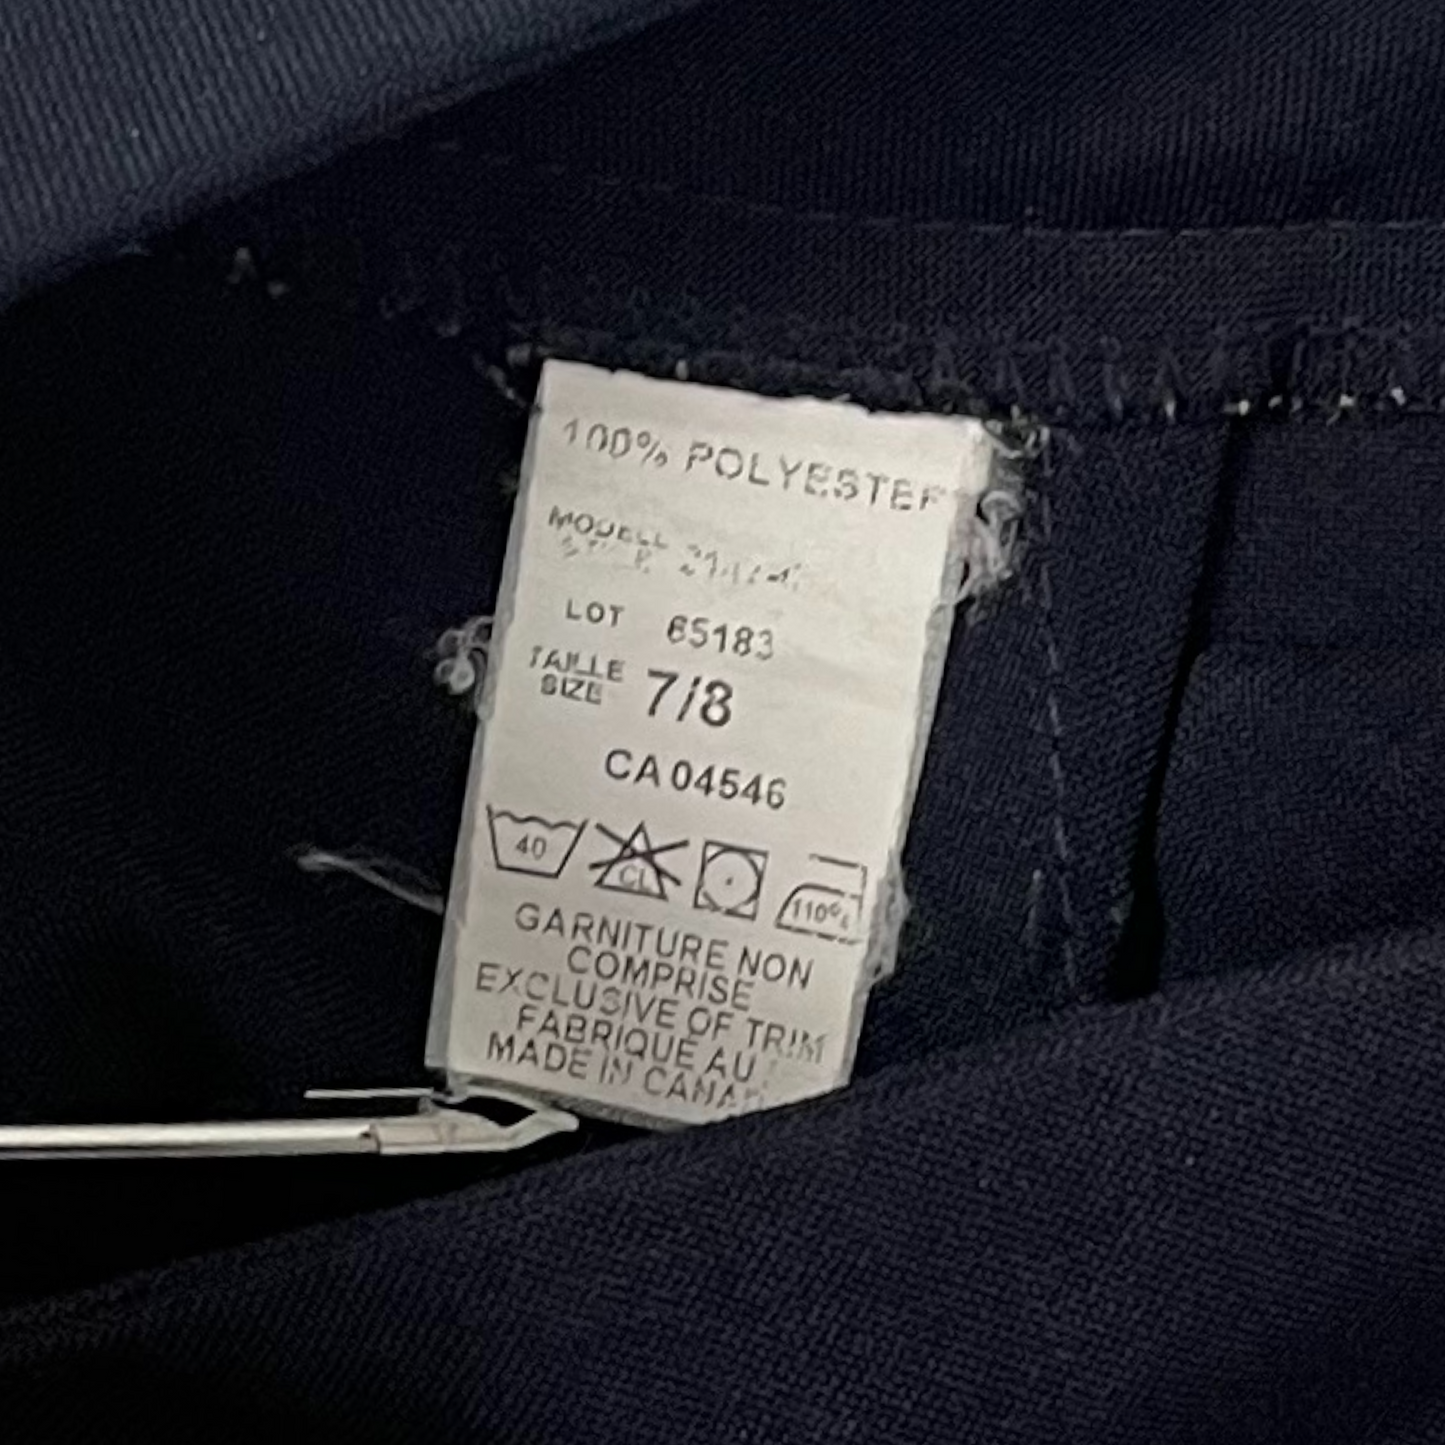 100% POLYESTER
MODELL
LOT 65183
TAILLE
SIZE 7/8
CA 04546
40 CL 110°C
GARNITURE NON
COMPRISE
EXCLUSIVE OF TRIM
FABRIQUE AU
MADE IN CANAD